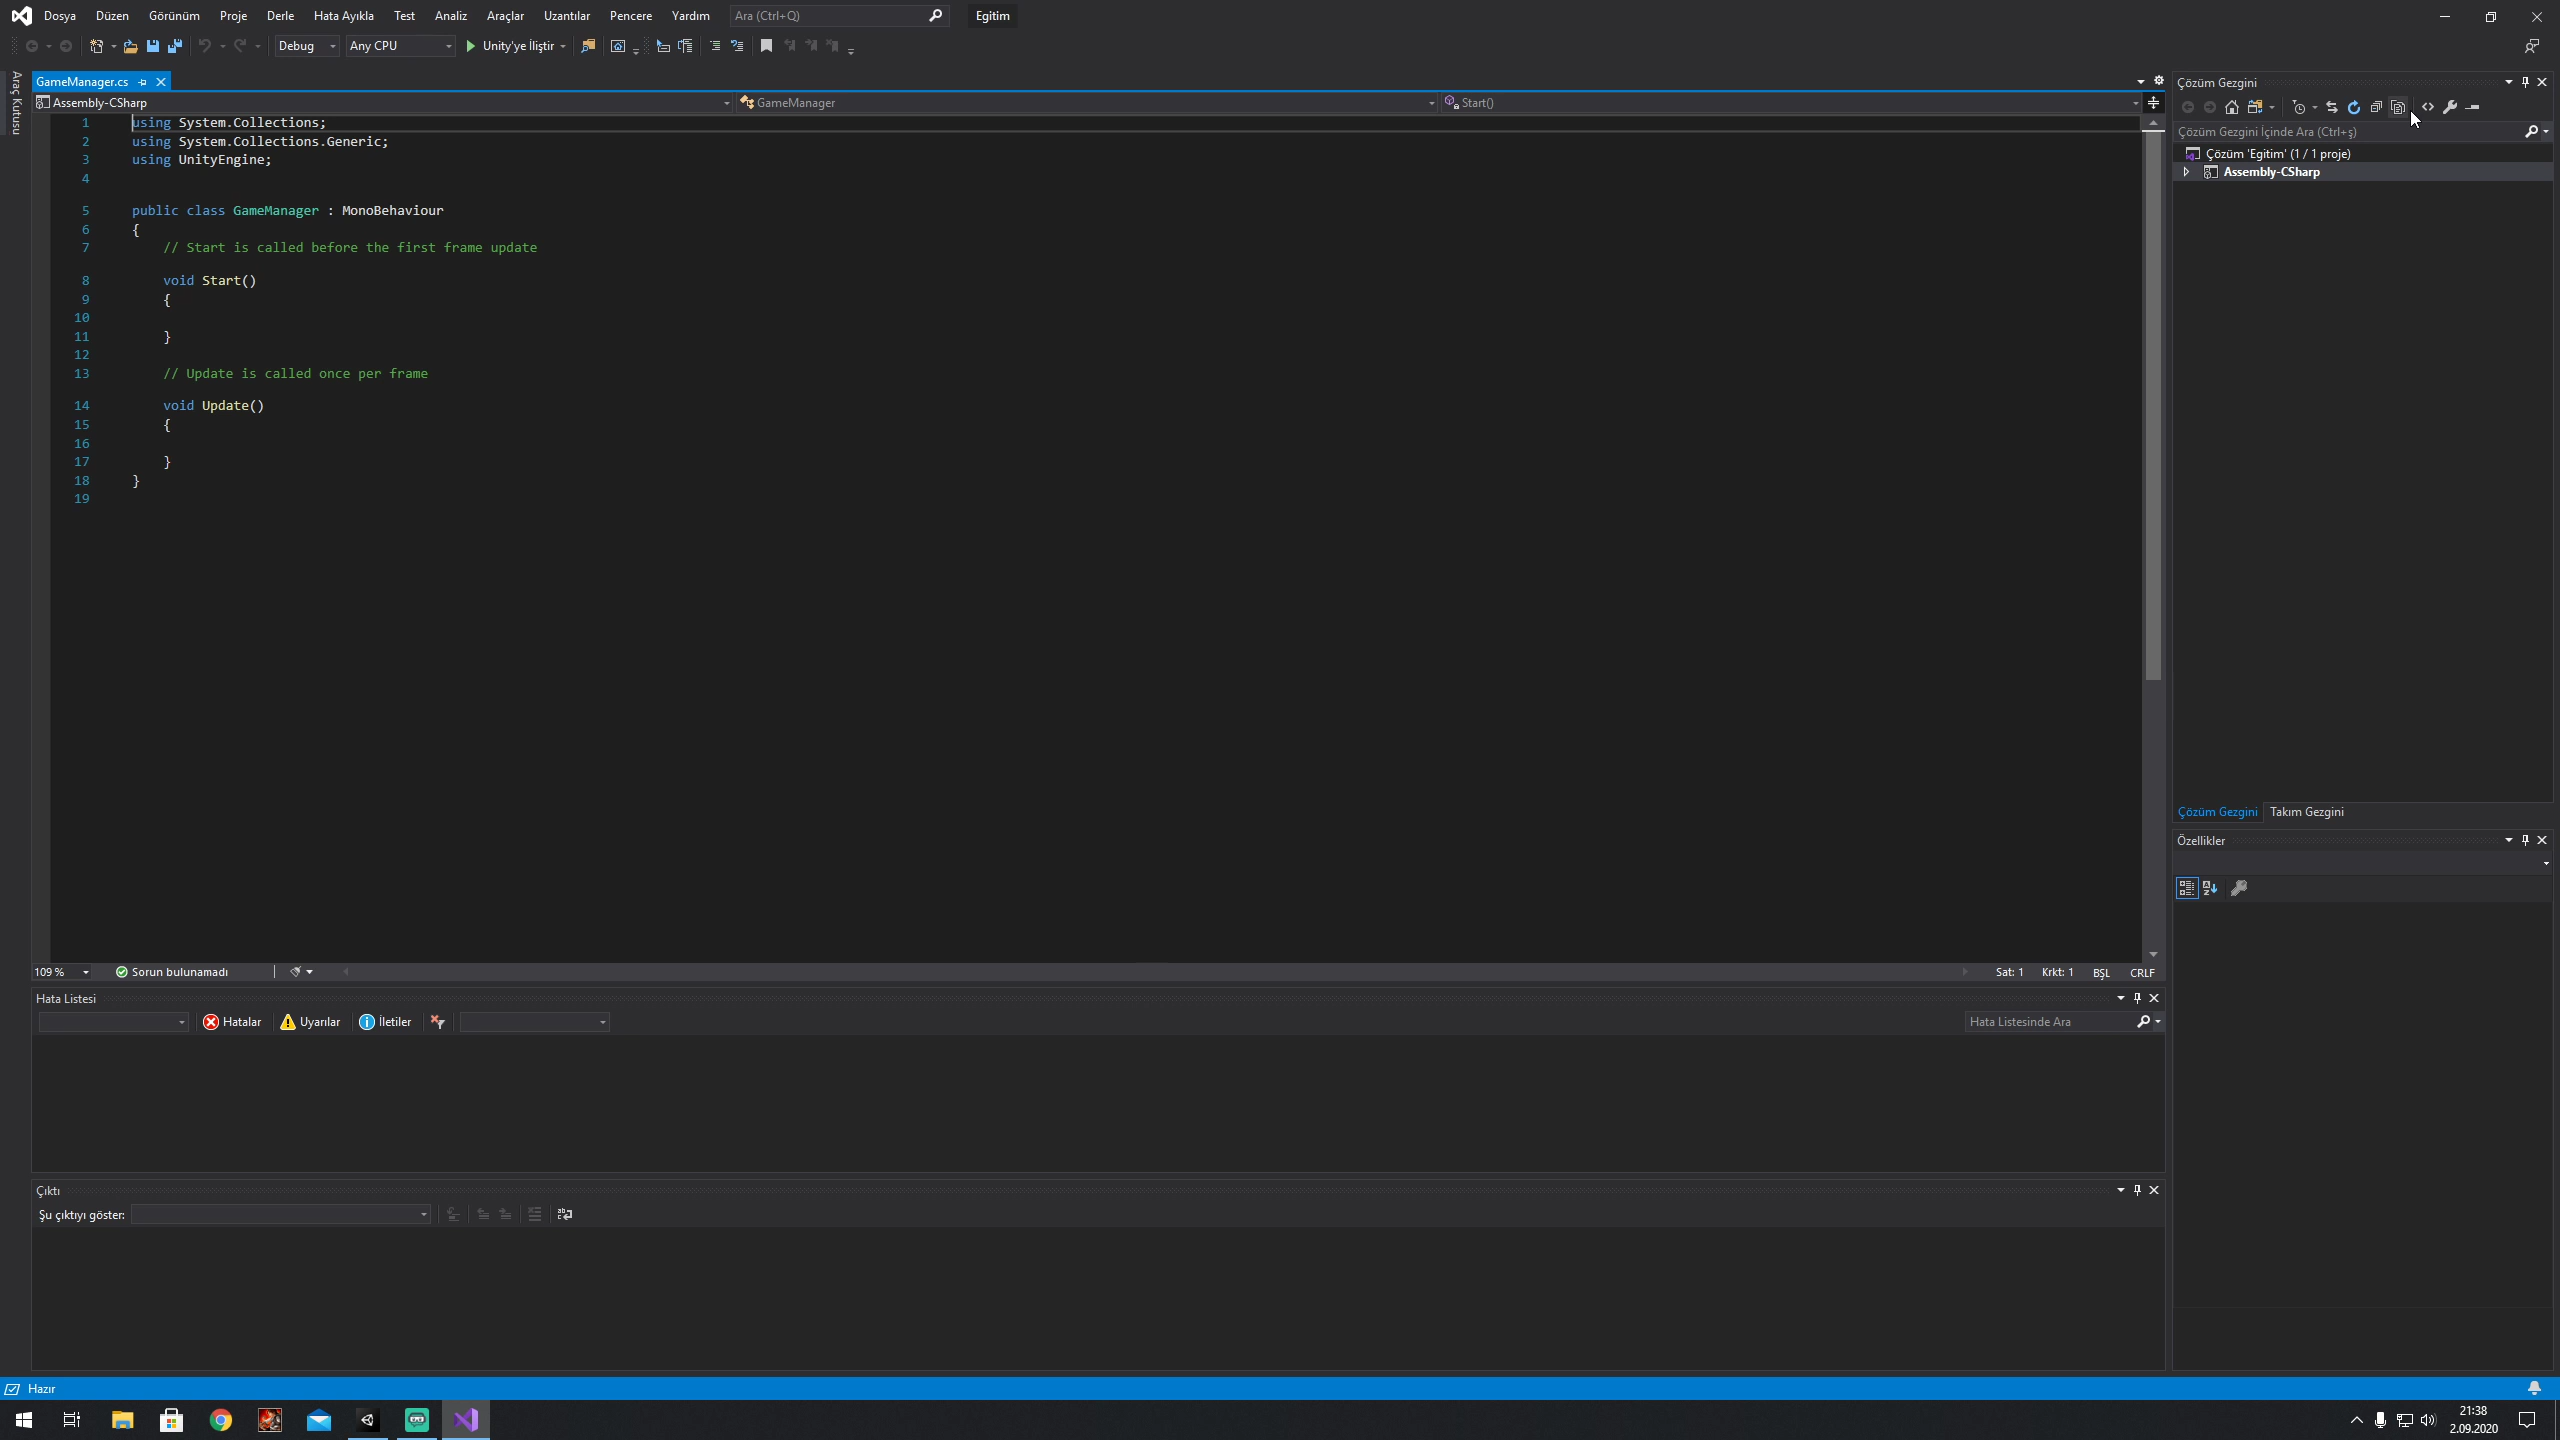 Dosya Düzen Görünüm Proje Derle Hata Ayıkla Test Analiz Araçlar Uzantılar Pencere Yardım Ara (Ctrl+Q) Egitim
Debug Any CPU Unity'ye İliştir
Araç Kutusu
GameManager.cs
Assembly-CSharp GameManager Start()
1 using System.Collections;
2 using System.Collections.Generic;
3 using UnityEngine;
4
5 public class GameManager : MonoBehaviour
6 {
7 // Start is called before the first frame update
8 void Start()
9 {
10
11 }
12
13 // Update is called once per frame
14 void Update()
15 {
16
17 }
18 }
19
109 % Sorun bulunamadı Sat: 1 Krkt: 1 BŞL CRLF
Hata Listesi
Hatalar Uyarılar İletiler Hata Listesinde Ara
Çıktı
Şu çıktıyı göster:
Çözüm Gezgini
Çözüm Gezgini İçinde Ara (Ctrl+ş)
Çözüm 'Egitim' (1 / 1 proje)
Assembly-CSharp
Çözüm Gezgini Takım Gezgini
Özellikler
Hazır
21:38
2.09.2020